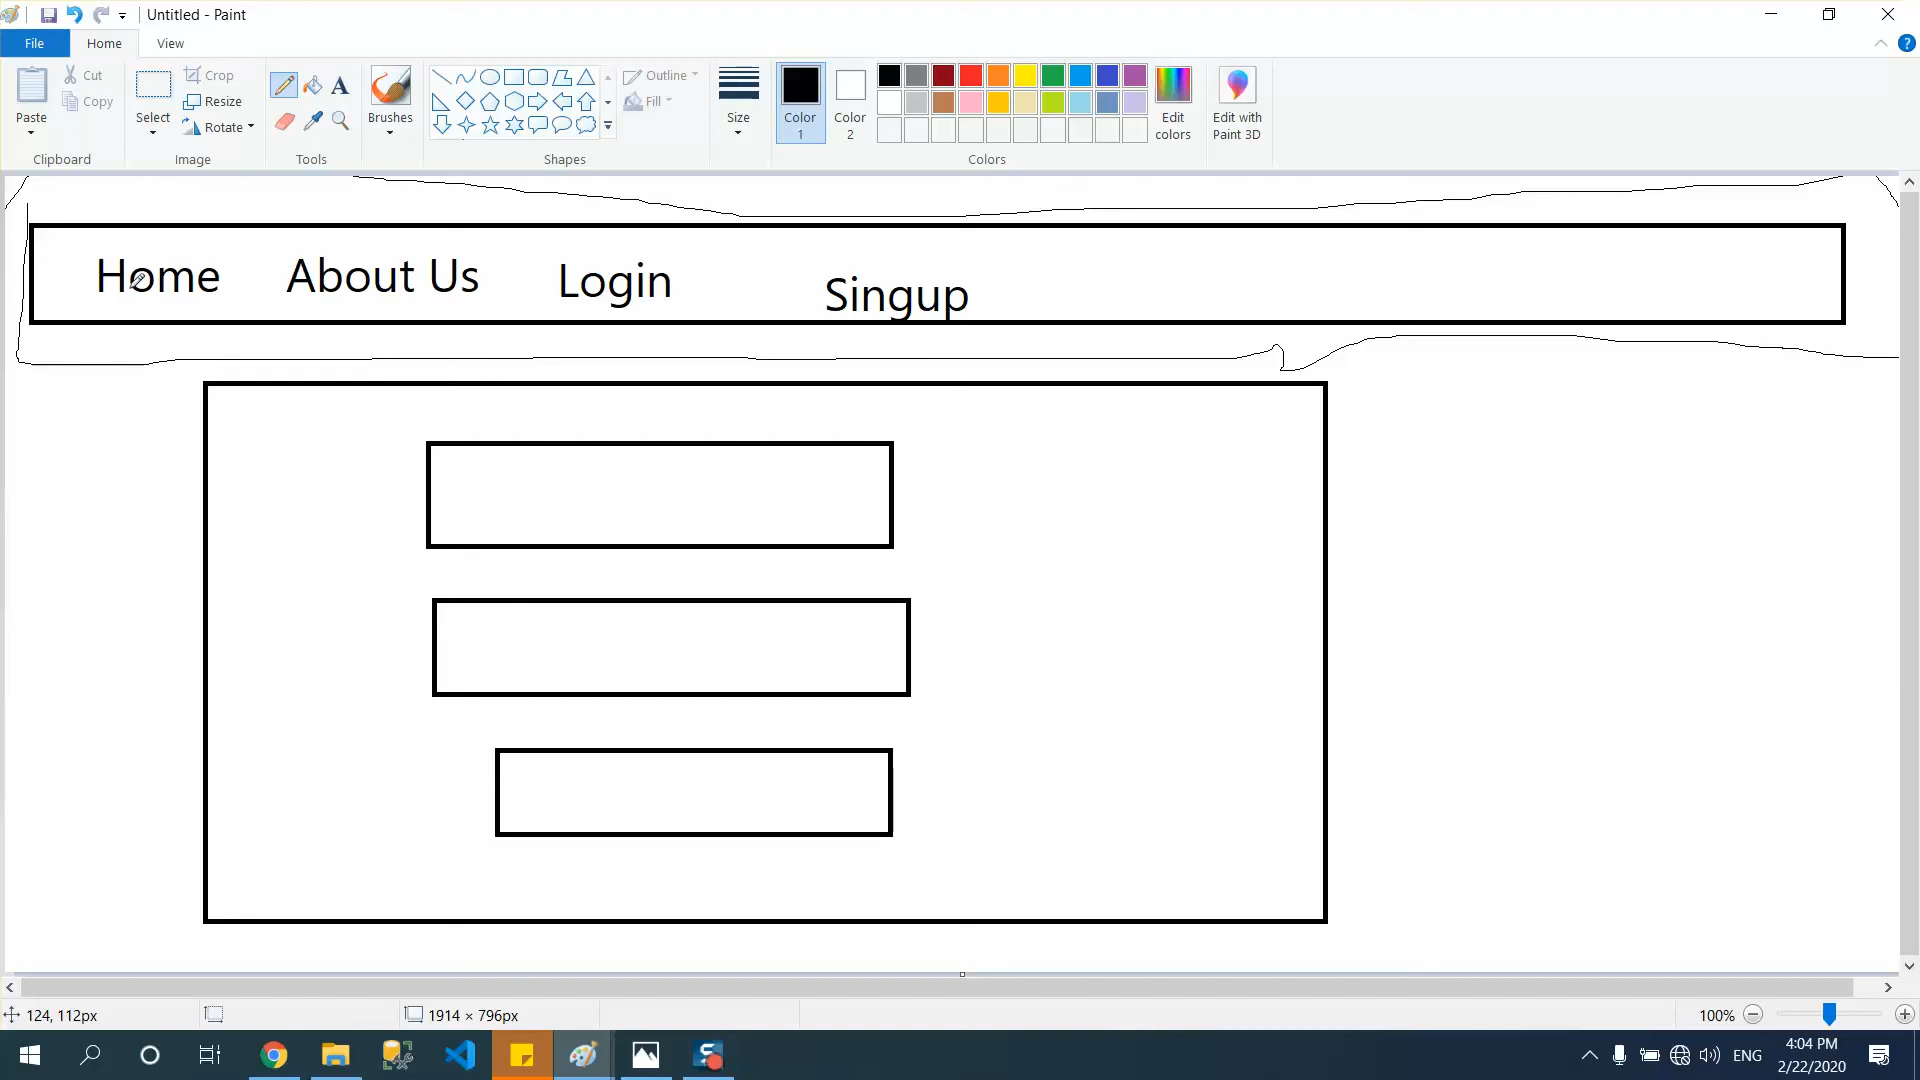 Untitled - Paint
File Home View
Cut
Copy
Paste
Clipboard
Crop
Resize
Rotate
Select
Image
Tools
Brushes
Outline
Fill
Shapes
Size
Color
1
Color
2
Edit
colors
Colors
Edit with
Paint 3D
Home About Us Login Singup
124, 112px
1914 × 796px
100%
ENG
4:04 PM
2/22/2020